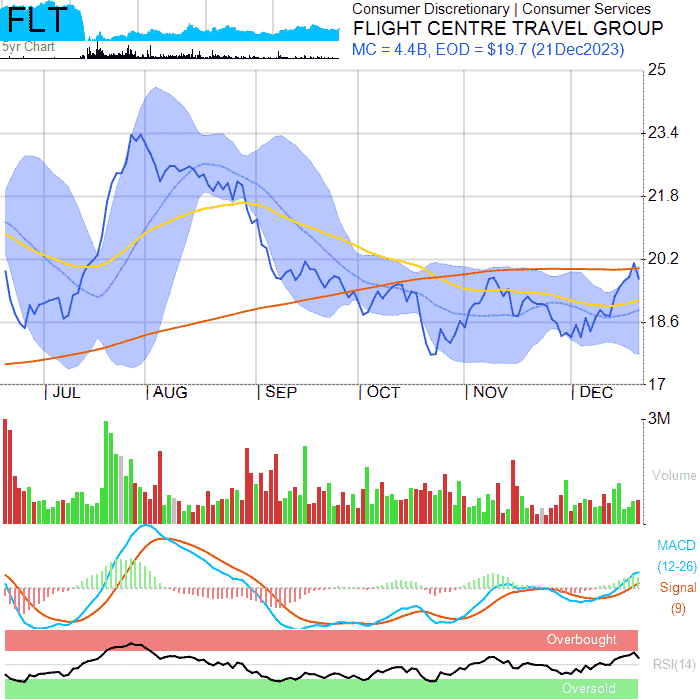 FLT
5yr Chart
Consumer Discretionary | Consumer Services
FLIGHT CENTRE TRAVEL GROUP
MC = 4.4B, EOD = $19.7 (21Dec2023)
25
23.4
21.8
20.2
18.6
17
JUL AUG SEP OCT NOV DEC
3M
Volume
MACD
(12-26)
Signal
(9)
Overbought
RSI(14)
Oversold